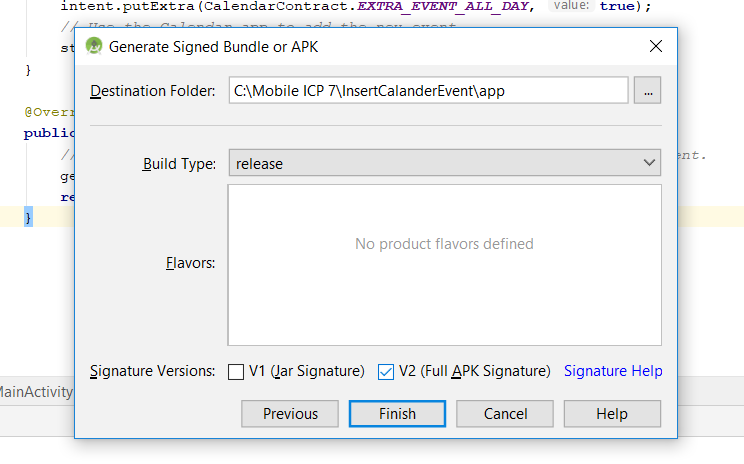 intent.putExtra(CalendarContract.EXTRA_EVENT_ALL_DAY, value: true);
// Use the Calendar app to add the new event
st
}
Generate Signed Bundle or APK
Destination Folder: C:\Mobile ICP 7\InsertCalanderEvent\app ...
@Overr
public
Build Type: release
// ent.
ge
re
}
No product flavors defined
Flavors:
Signature Versions: V1 (Jar Signature) V2 (Full APK Signature) Signature Help
MainActivity
Previous Finish Cancel Help